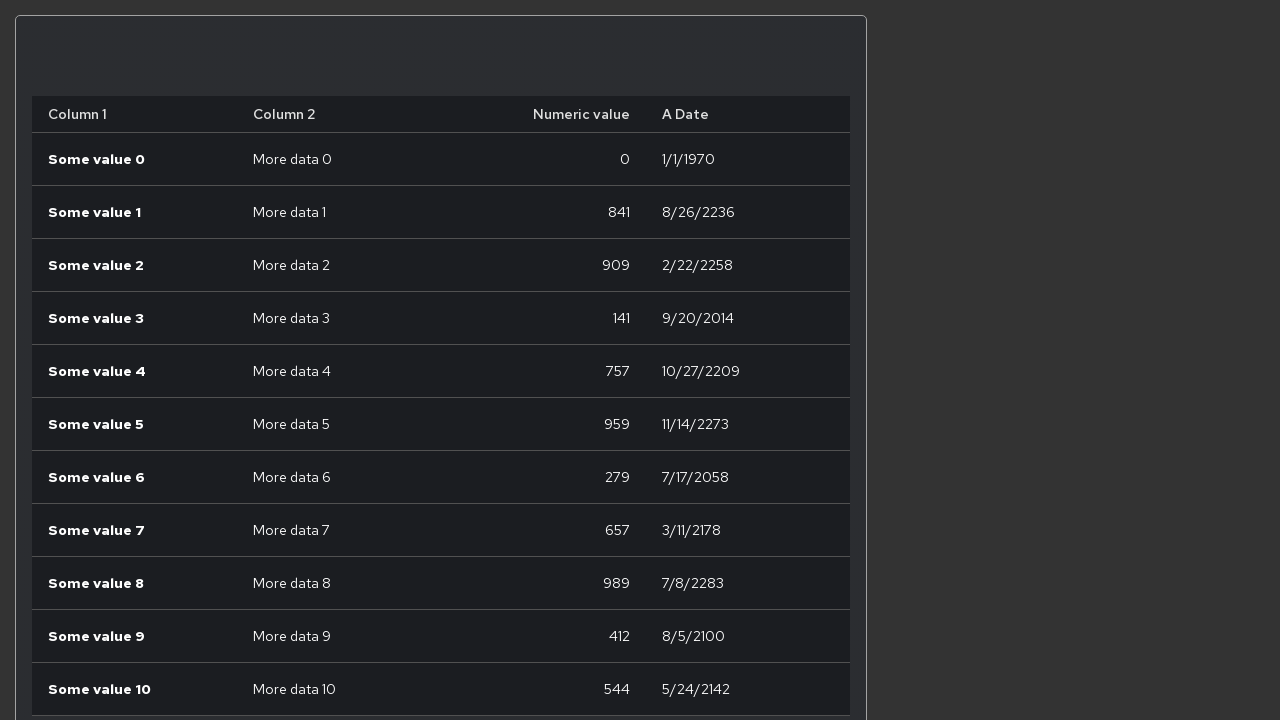 Column 1 Column 2 Numeric value A Date
Some value 0 More data 0 0 1/1/1970
Some value 1 More data 1 841 8/26/2236
Some value 2 More data 2 909 2/22/2258
Some value 3 More data 3 141 9/20/2014
Some value 4 More data 4 757 10/27/2209
Some value 5 More data 5 959 11/14/2273
Some value 6 More data 6 279 7/17/2058
Some value 7 More data 7 657 3/11/2178
Some value 8 More data 8 989 7/8/2283
Some value 9 More data 9 412 8/5/2100
Some value 10 More data 10 544 5/24/2142